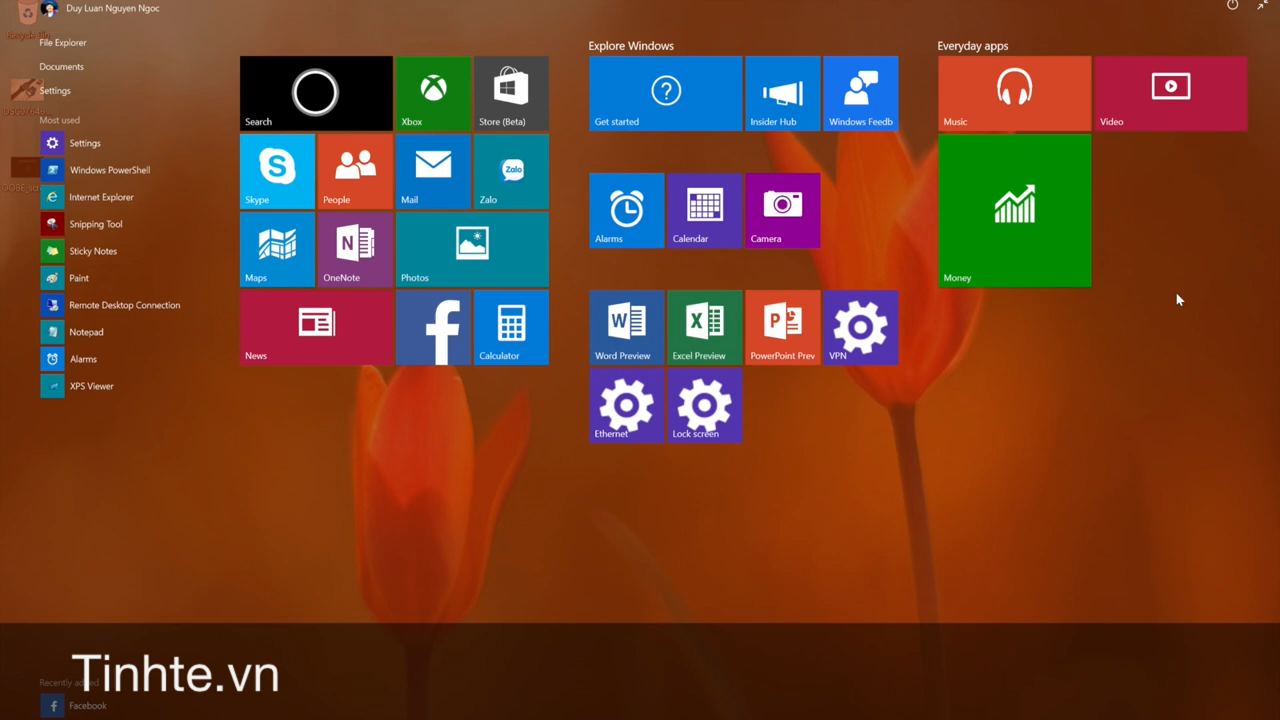 Duy Luan Nguyen Ngoc
File Explorer
Documents
Settings
Most used
Settings
Windows PowerShell
Internet Explorer
Snipping Tool
Sticky Notes
Paint
Remote Desktop Connection
Notepad
Alarms
XPS Viewer
Search
Xbox
Store (Beta)
Skype
People
Mail
Zalo
Zalo
Maps
OneNote
Photos
News
Calculator
Explore Windows
Get started
Insider Hub
Windows Feedb
Alarms
Calendar
Camera
Word Preview
Excel Preview
PowerPoint Prev
VPN
Ethernet
Lock screen
Everyday apps
Music
Video
Money
Tinhte.vn
Facebook